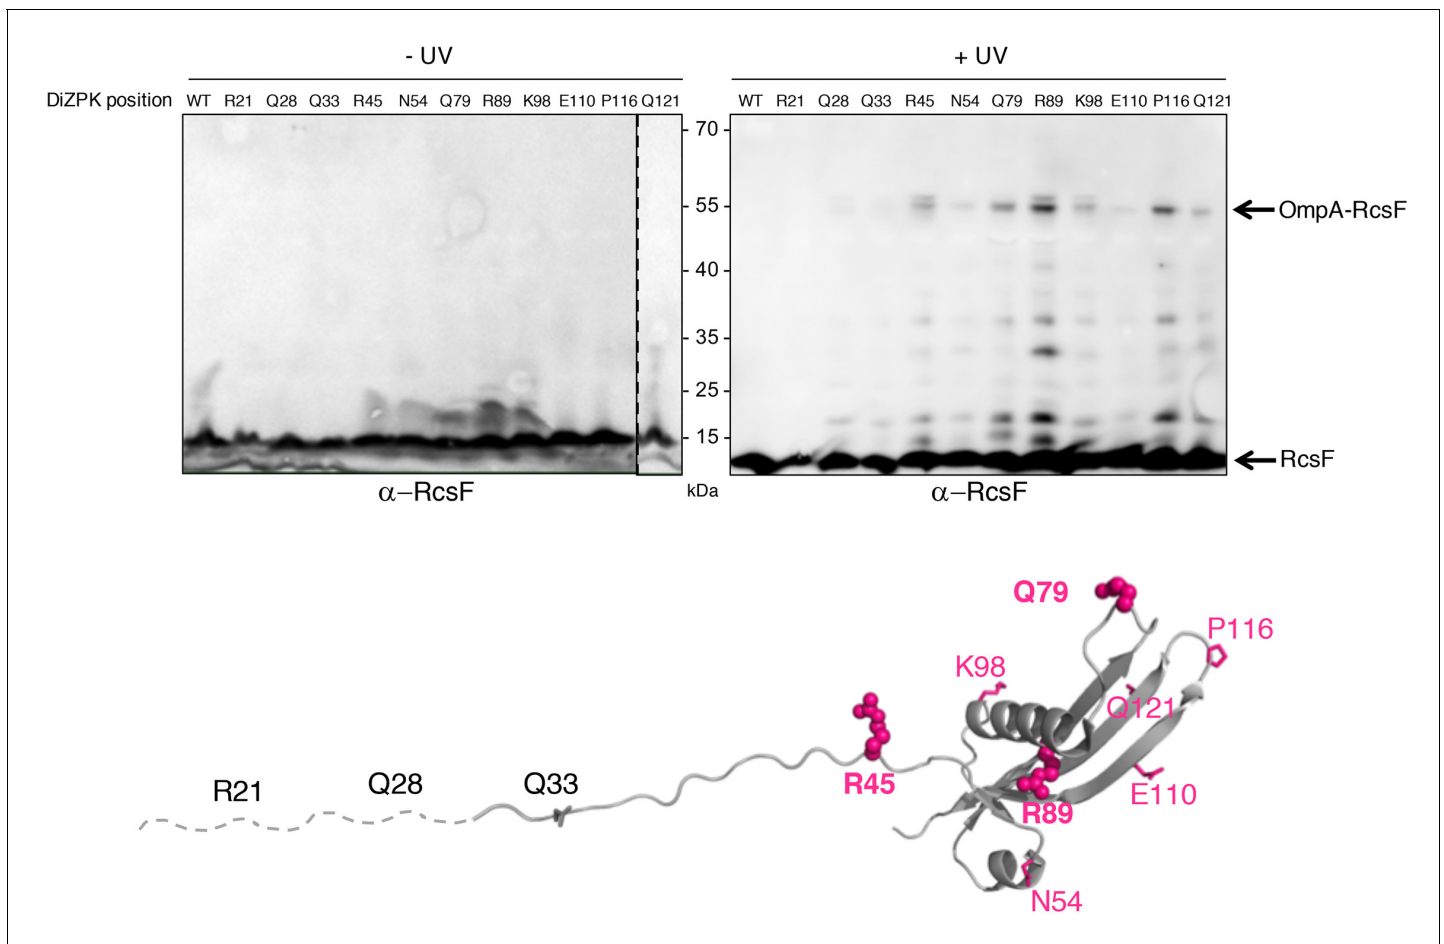 - UV
+ UV
DiZPK position WT R21 Q28 Q33 R45 N54 Q79 R89 K98 E110 P116 Q121
WT R21 Q28 Q33 R45 N54 Q79 R89 K98 E110 P116 Q121
70
55
OmpA-RcsF
40
35
25
15
RcsF
α–RcsF
kDa
α–RcsF
Q79
P116
K98
Q121
R45
E110
R21
Q28
Q33
R89
N54